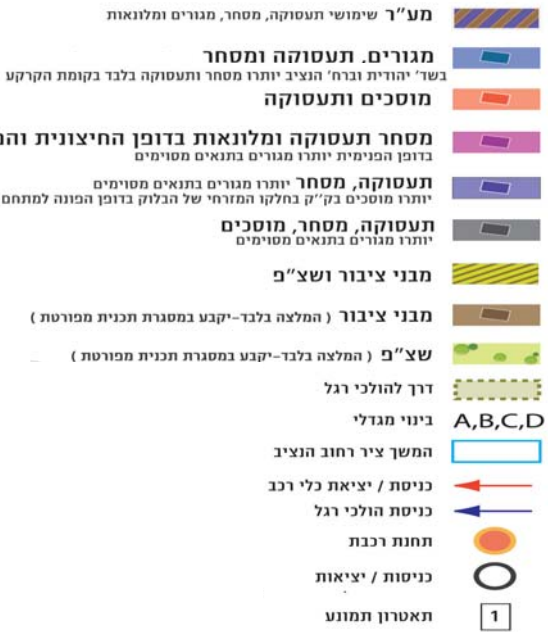 מע״ר שימושי תעסוקה, מסחר, מגורים ומלונאות
מגורים, תעסוקה ומסחר
בשד׳ יהודית וברח׳ הנציב יותרו מסחר ותעסוקה בלבד בקומת הקרקע
מוסכים ותעסוקה
מסחר תעסוקה ומלונאות בדופן החיצונית
בדופן הפנימית יותרו מגורים בתנאים מסוימים
תעסוקה, מסחר יותרו מגורים בתנאים מסוימים
יותרו מוסכים בק״ק בחלקו המזרחי של הבלוק בדופן הפונה למתחם
תעסוקה, מסחר, מוסכים
יותרו מגורים בתנאים מסוימים
מבני ציבור ושצ״פ
מבני ציבור ( המלצה בלבד-יקבע במסגרת תכנית מפורטת )
שצ״פ ( המלצה בלבד-יקבע במסגרת תכנית מפורטת )
דרך להולכי רגל
בינוי מגדלי A,B,C,D
המשך ציר רחוב הנציב
כניסת / יציאת כלי רכב
כניסת הולכי רגל
תחנת רכבת
כניסות / יציאות
תאטרון תמונע 1